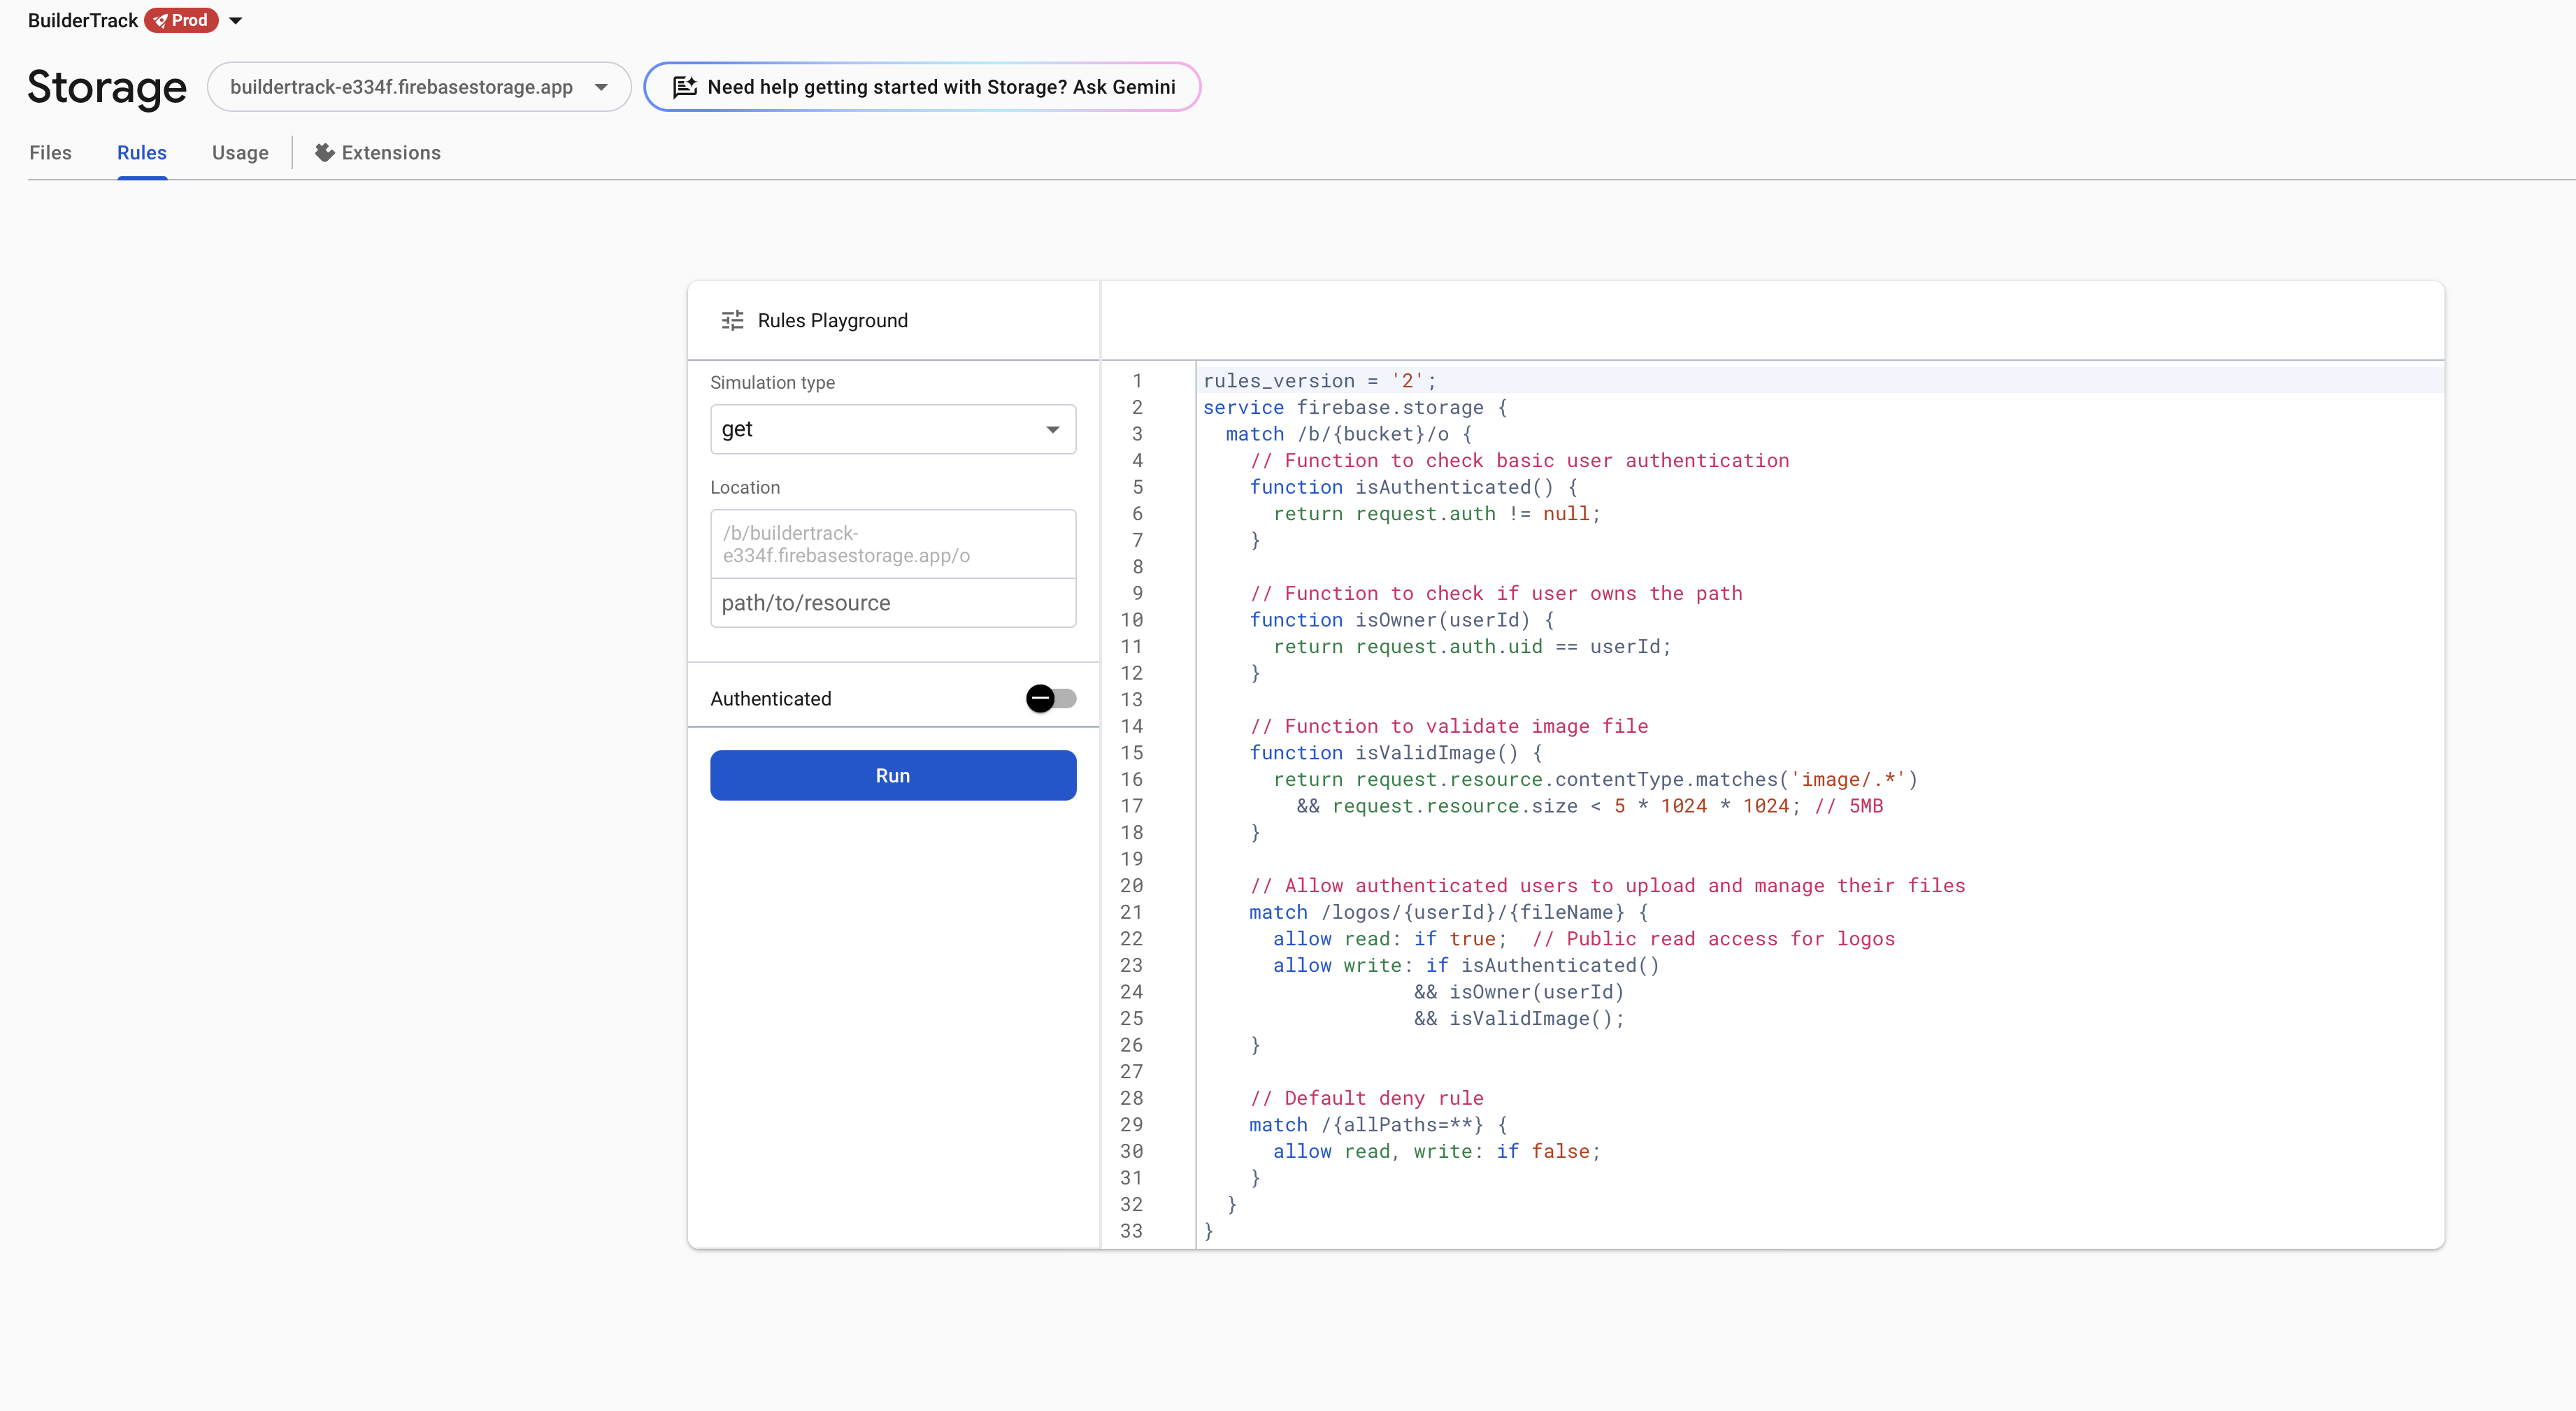 BuilderTrack Prod
Storage buildertrack-e334f.firebasestorage.app Need help getting started with Storage? Ask Gemini
Files Rules Usage Extensions
Rules Playground
Simulation type
get
Location
/b/buildertrack-
e334f.firebasestorage.app/o
path/to/resource
Authenticated
Run
1 rules_version = '2';
2 service firebase.storage {
3   match /b/{bucket}/o {
4     // Function to check basic user authentication
5     function isAuthenticated() {
6       return request.auth != null;
7     }
8
9     // Function to check if user owns the path
10     function isOwner(userId) {
11       return request.auth.uid == userId;
12     }
13
14     // Function to validate image file
15     function isValidImage() {
16       return request.resource.contentType.matches('image/.*')
17         && request.resource.size < 5 * 1024 * 1024; // 5MB
18     }
19
20     // Allow authenticated users to upload and manage their files
21     match /logos/{userId}/{fileName} {
22       allow read: if true;  // Public read access for logos
23       allow write: if isAuthenticated()
24                   && isOwner(userId)
25                   && isValidImage();
26     }
27
28     // Default deny rule
29     match /{allPaths=**} {
30       allow read, write: if false;
31     }
32   }
33 }